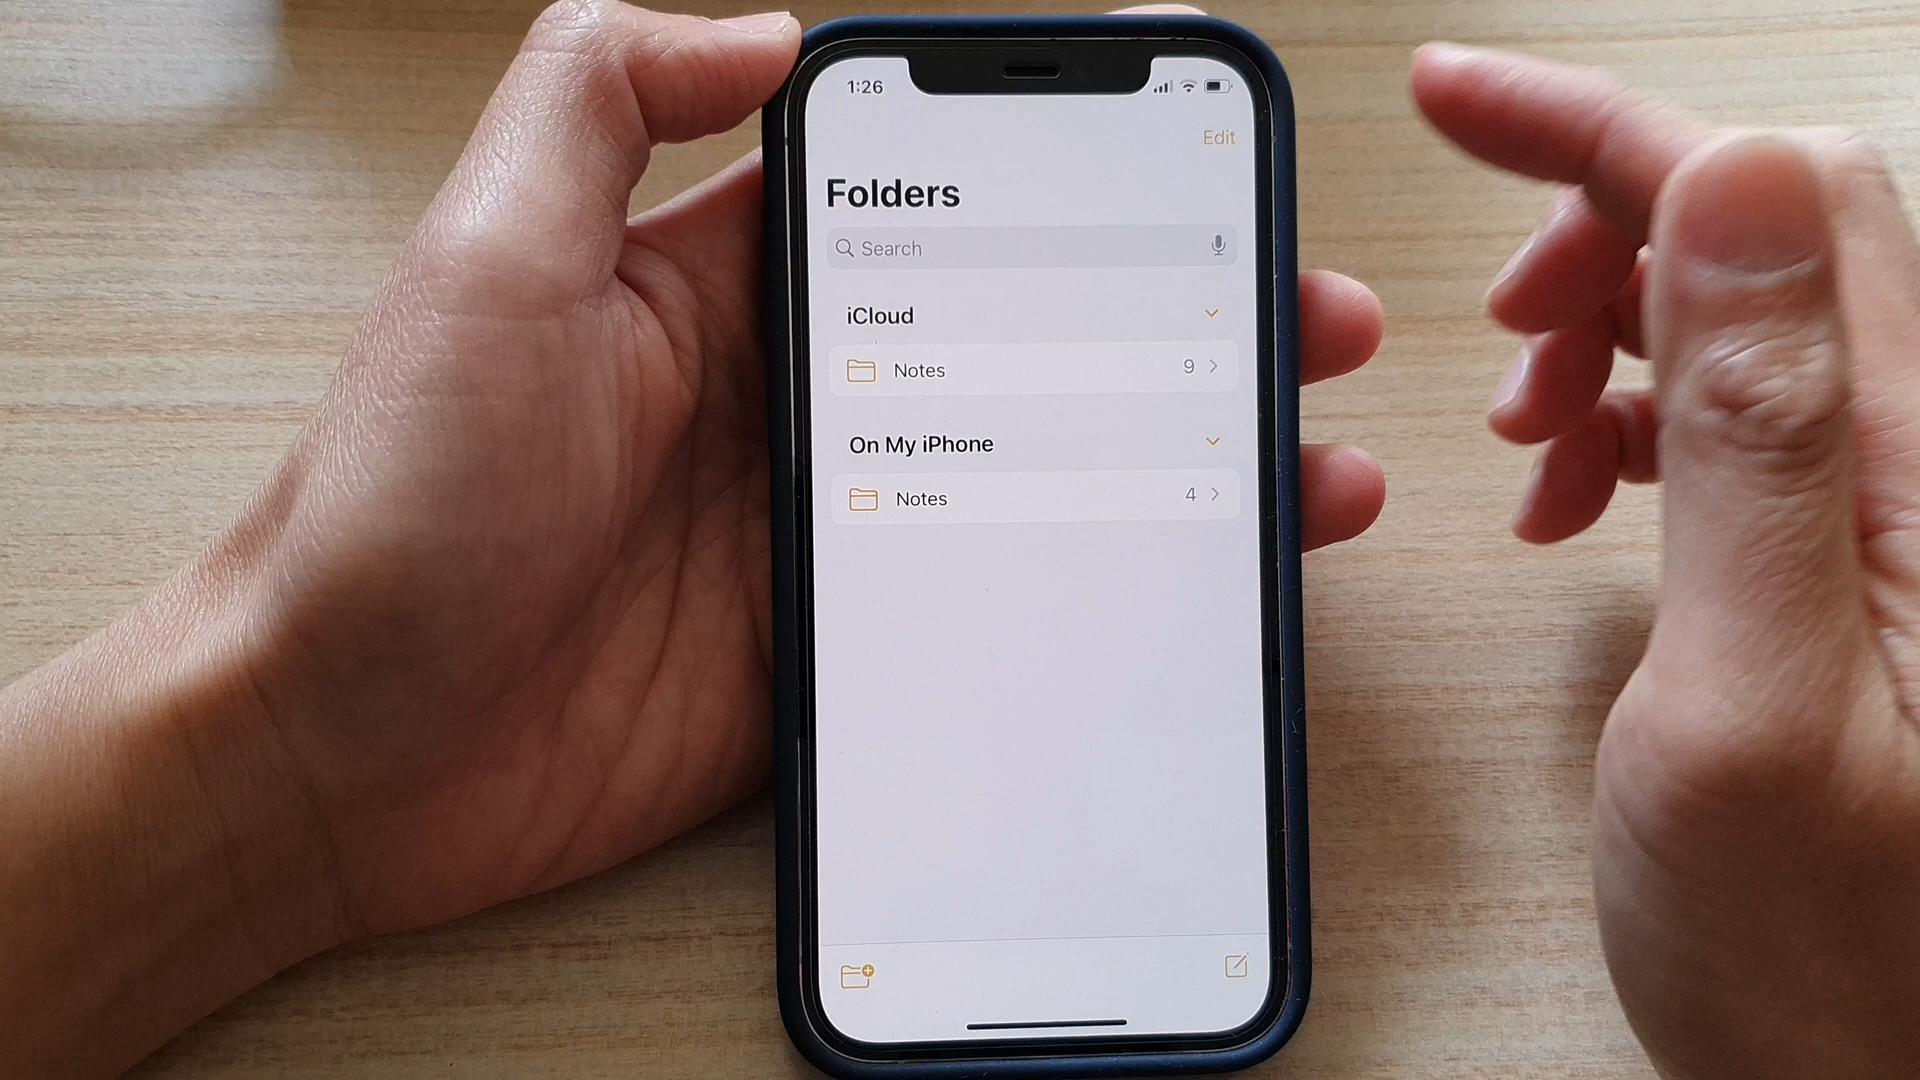 1:26
Edit
Folders
Search
iCloud
Notes 9
On My iPhone
Notes 4